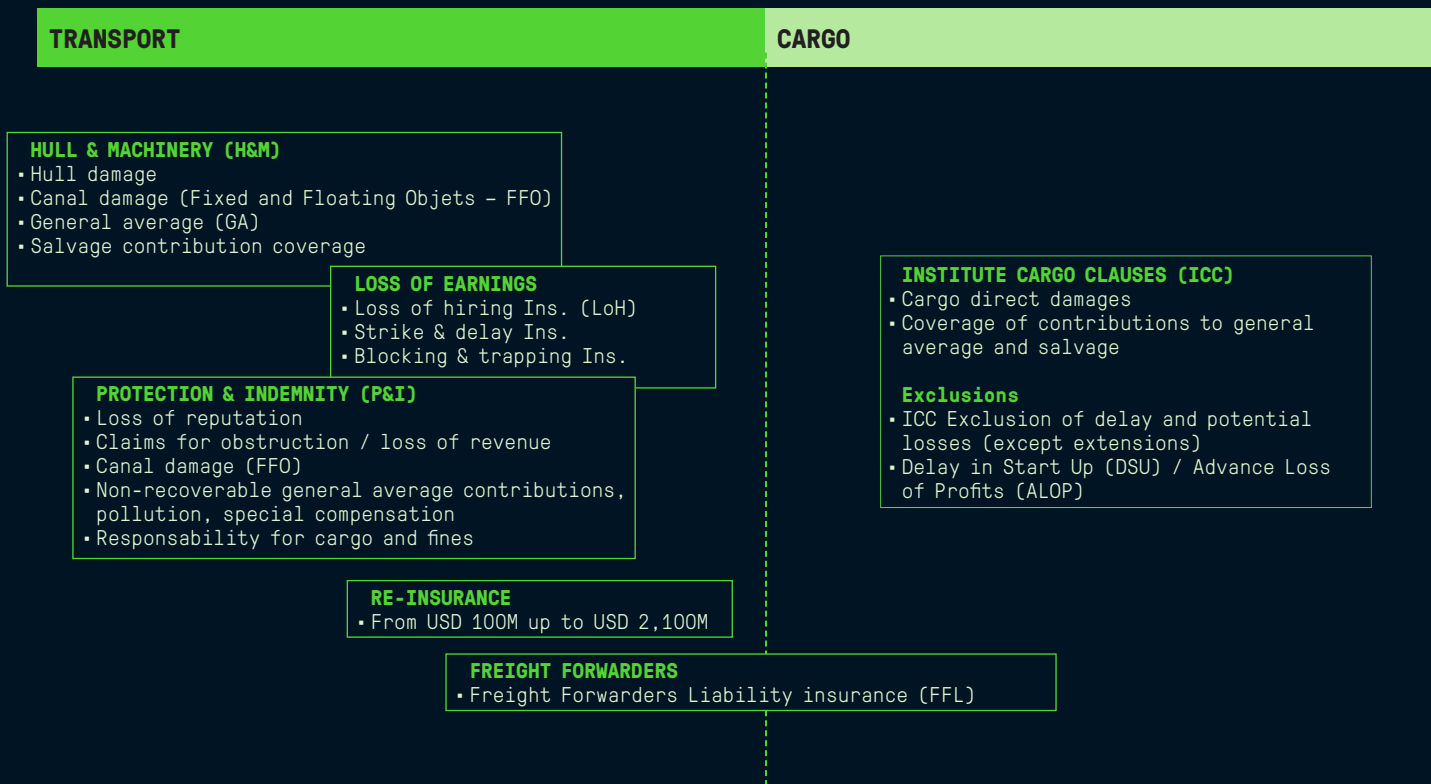 TRANSPORT
CARGO
HULL & MACHINERY (H&M)
▪ Hull damage
▪ Canal damage (Fixed and Floating Objets – FFO)
▪ General average (GA)
▪ Salvage contribution coverage
LOSS OF EARNINGS
▪ Loss of hiring Ins. (LoH)
▪ Strike & delay Ins.
▪ Blocking & trapping Ins.
PROTECTION & INDEMNITY (P&I)
▪ Loss of reputation
▪ Claims for obstruction / loss of revenue
▪ Canal damage (FFO)
▪ Non-recoverable general average contributions,
pollution, special compensation
▪ Responsability for cargo and fines
RE-INSURANCE
▪ From USD 100M up to USD 2,100M
FREIGHT FORWARDERS
▪ Freight Forwarders Liability insurance (FFL)
INSTITUTE CARGO CLAUSES (ICC)
▪ Cargo direct damages
▪ Coverage of contributions to general
average and salvage
Exclusions
▪ ICC Exclusion of delay and potential
losses (except extensions)
▪ Delay in Start Up (DSU) / Advance Loss
of Profits (ALOP)